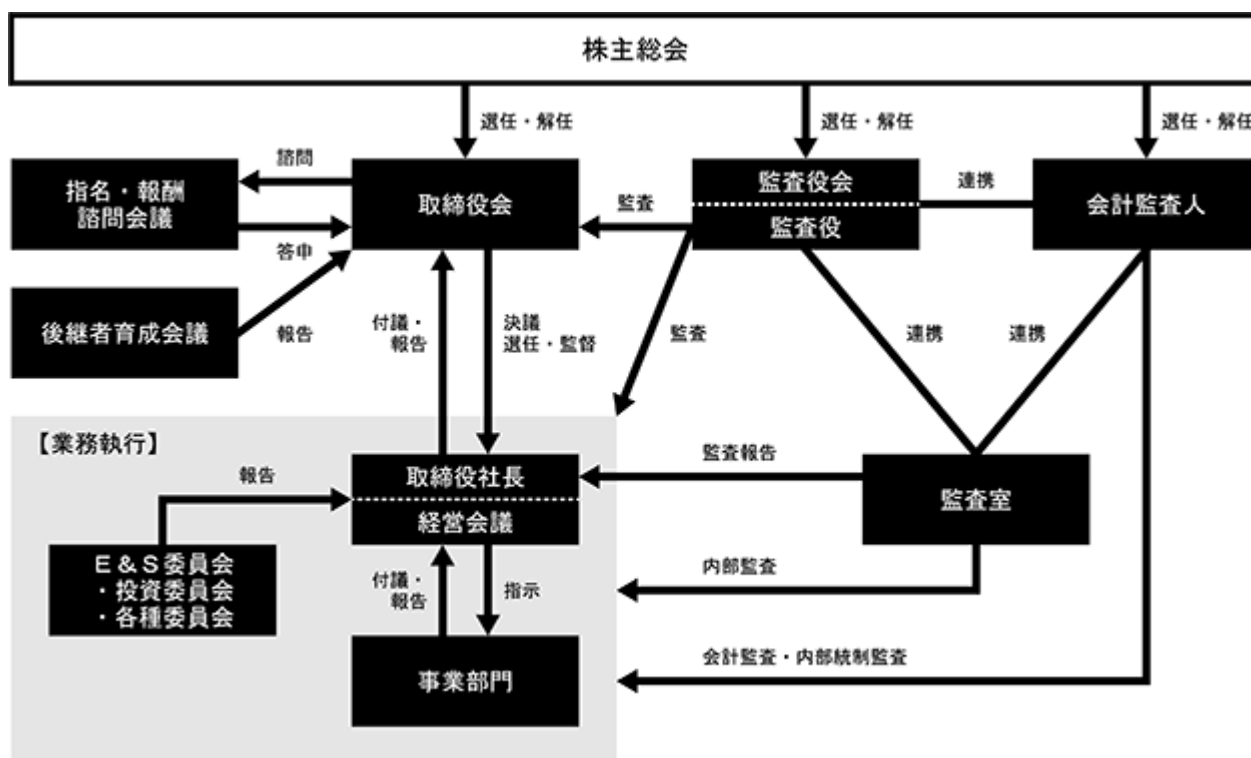 株主総会
選任・解任
選任・解任
選任・解任
指名・報酬
諮問会議
諮問
答申
取締役会
監査
監査役会
監査役
連携
会計監査人
後継者育成会議
報告
付議・
報告
決議
選任・監督
監査
連携
連携
【業務執行】
報告
取締役社長
経営会議
監査報告
監査室
E&S委員会
・投資委員会
・各種委員会
付議・
報告
指示
内部監査
事業部門
会計監査・内部統制監査